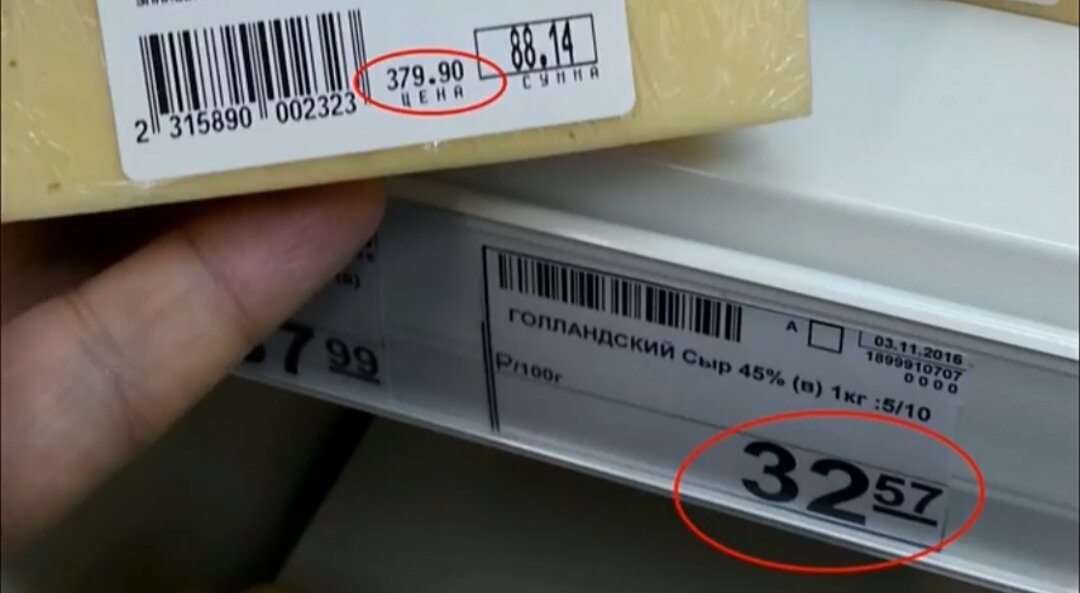 88.14
379.90
СУММА
ЦЕНА
2 315890 002323
(в)
7 99
А
03.11.2016
1899910707
0000
ГОЛЛАНДСКИЙ Сыр 45% (в) 1кг :5/10
₽/100г
32 57